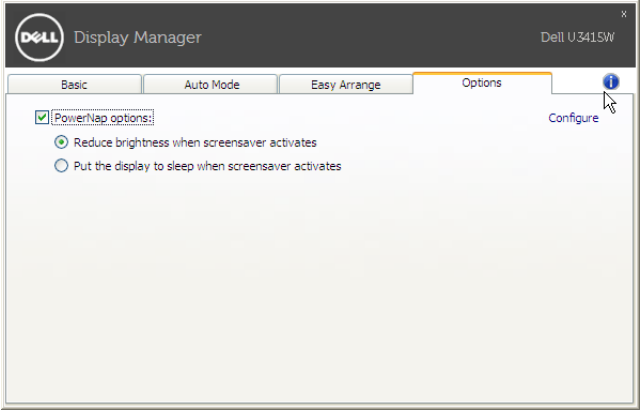 x
DELL Display Manager Dell U3415W
Basic Auto Mode Easy Arrange Options i
PowerNap options: Configure
Reduce brightness when screensaver activates
Put the display to sleep when screensaver activates